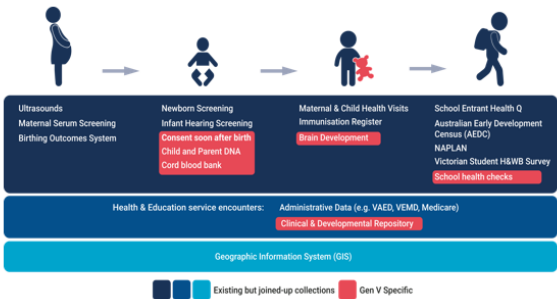 Ultrasounds
Maternal Serum Screening
Birthing Outcomes System
Newborn Screening
Infant Hearing Screening
Consent soon after birth
Child and Parent DNA
Cord blood bank
Maternal & Child Health Visits
Immunisation Register
Brain Development
School Entrant Health Q
Australian Early Development
Census (AEDC)
NAPLAN
Victorian Student H&WB Survey
School health checks
Health & Education service encounters:
Administrative Data (e.g. VAED, VEMD, Medicare)
Clinical & Developmental Repository
Geographic Information System (GIS)
Existing but joined-up collections
Gen V Specific